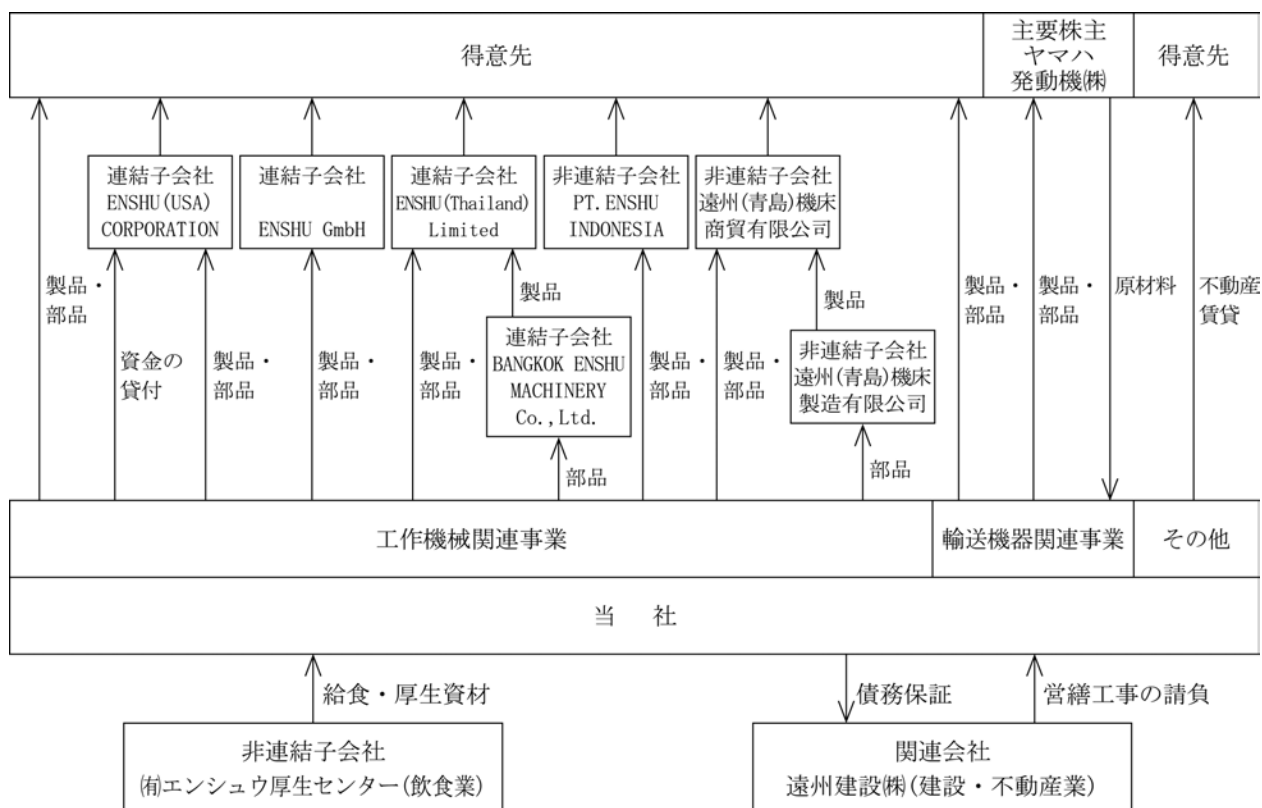 得意先
主要株主
ヤマハ
発動機㈱
得意先
連結子会社
ENSHU(USA)
CORPORATION
連結子会社
ENSHU GmbH
連結子会社
ENSHU(Thailand)
Limited
非連結子会社
PT.ENSHU
INDONESIA
非連結子会社
遠州(青島)機床
商貿有限公司
製品・
部品
資金の
貸付
製品・
部品
製品・
部品
製品・
部品
製品
連結子会社
BANGKOK ENSHU
MACHINERY
Co.,Ltd.
部品
製品・
部品
製品・
部品
製品
非連結子会社
遠州(青島)機床
製造有限公司
部品
製品・
部品
製品・
部品
原材料
不動産
賃貸
工作機械関連事業
輸送機器関連事業
その他
当 社
給食・厚生資材
債務保証
営繕工事の請負
非連結子会社
㈲エンシュウ厚生センター(飲食業)
関連会社
遠州建設㈱(建設・不動産業)